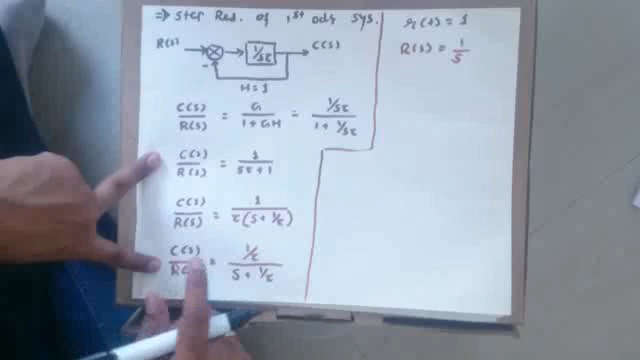 ⇒ Step Res. of 1st odr sys.
R(s) 1/sτ C(s)
-
H = 1
C(s)/R(s) = G/(1 + GH) = (1/sτ)/(1 + 1/sτ)
C(s)/R(s) = 1/(sτ + 1)
C(s)/R(s) = 1/(τ(s + 1/τ))
C(s)/R(s) = (1/τ)/(s + 1/τ)
r(t) = 1
R(s) = 1/s